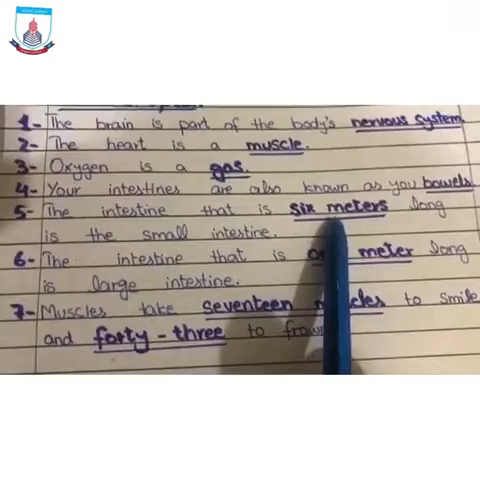 1- The brain is part of the body's nervous system.
2- The heart is a muscle.
3- Oxygen is a gas.
4- Your intestines are also known as you bowels
5- The intestine that is six meters long
is the small intestine.
6- The intestine that is meter long
is large intestine.
7- Muscles take seventeen to smile
and forty-three to frown